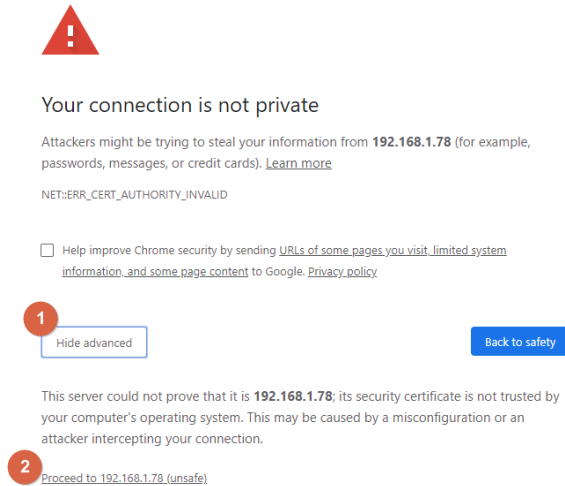 Your connection is not private
Attackers might be trying to steal your information from 192.168.1.78 (for example,
passwords, messages, or credit cards). Learn more
NET::ERR_CERT_AUTHORITY_INVALID
Help improve Chrome security by sending URLs of some pages you visit, limited system
information, and some page content to Google. Privacy policy
1
Hide advanced
Back to safety
This server could not prove that it is 192.168.1.78; its security certificate is not trusted by
your computer's operating system. This may be caused by a misconfiguration or an
attacker intercepting your connection.
2
Proceed to 192.168.1.78 (unsafe)